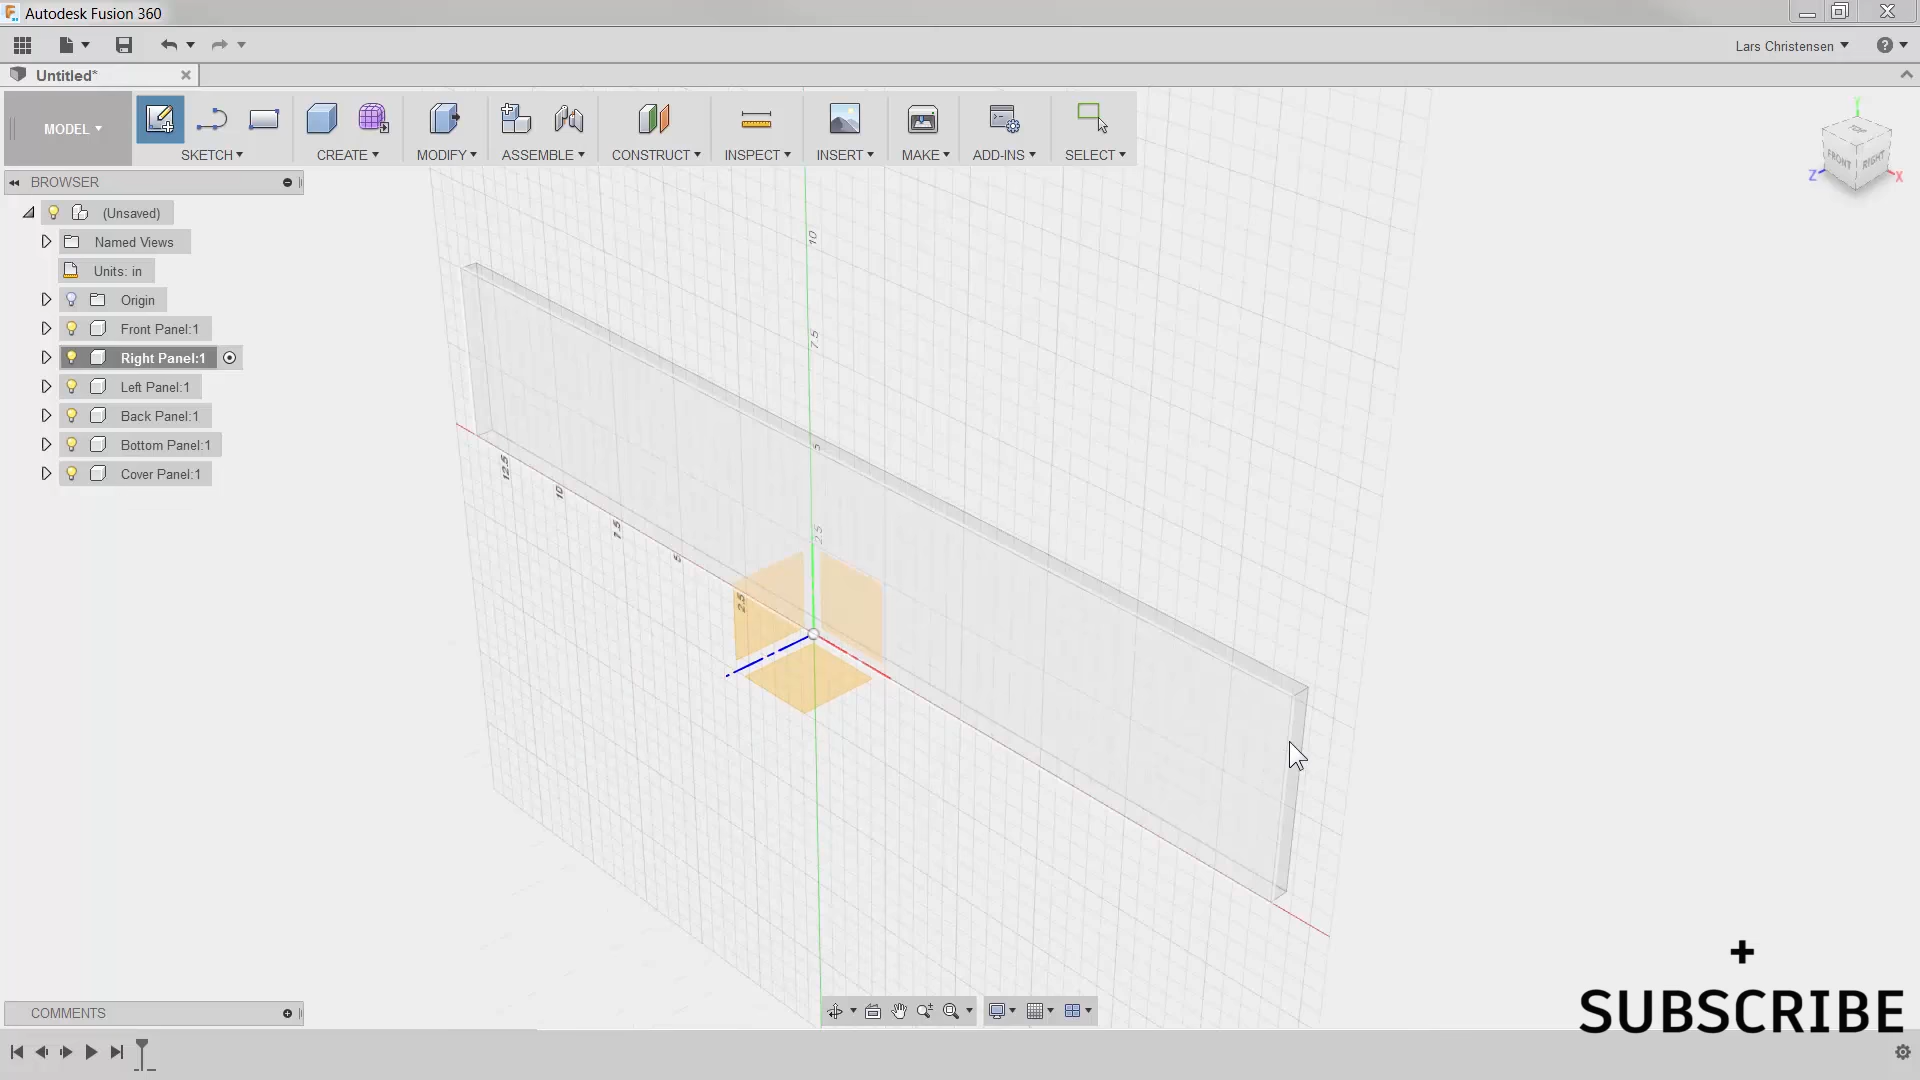 Autodesk Fusion 360
Lars Christensen
Untitled*
MODEL
SKETCH
CREATE
MODIFY
ASSEMBLE
CONSTRUCT
INSPECT
INSERT
MAKE
ADD-INS
SELECT
BROWSER
(Unsaved)
Named Views
Units: in
Origin
Front Panel:1
Right Panel:1
Left Panel:1
Back Panel:1
Bottom Panel:1
Cover Panel:1
Y
TOP
FRONT
RIGHT
Z
X
10
7.5
5
2.5
12.5
10
7.5
5
2.5
+
SUBSCRIBE
COMMENTS